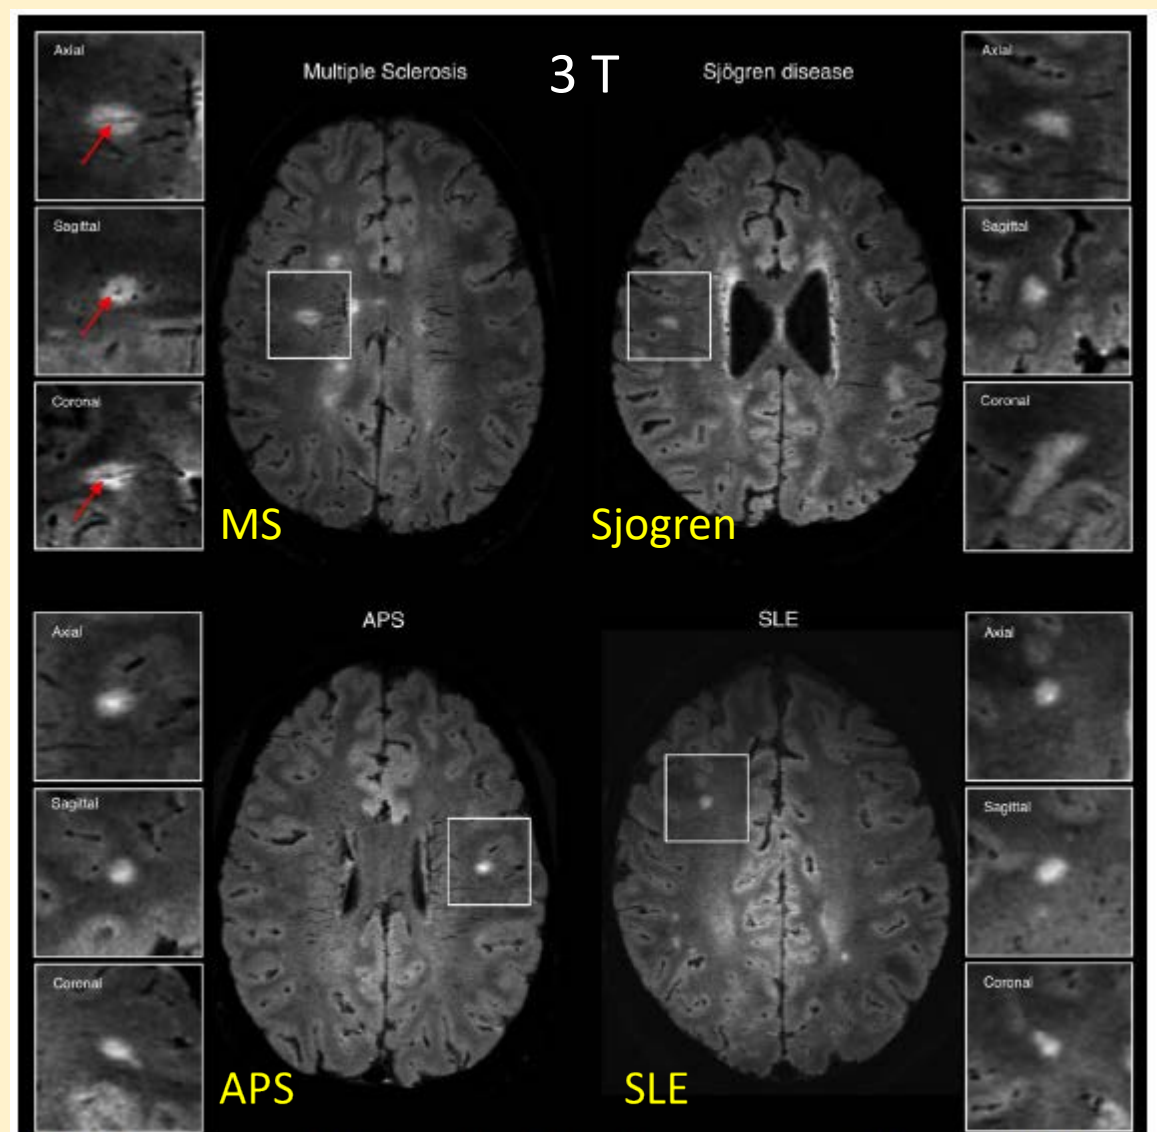 Axial
Sagittal
Coronal
Multiple Sclerosis
3 T
Sjögren disease
Axial
Sagittal
Coronal
MS
Sjogren
Axial
Sagittal
Coronal
APS
SLE
Axial
Sagittal
Coronal
APS
SLE